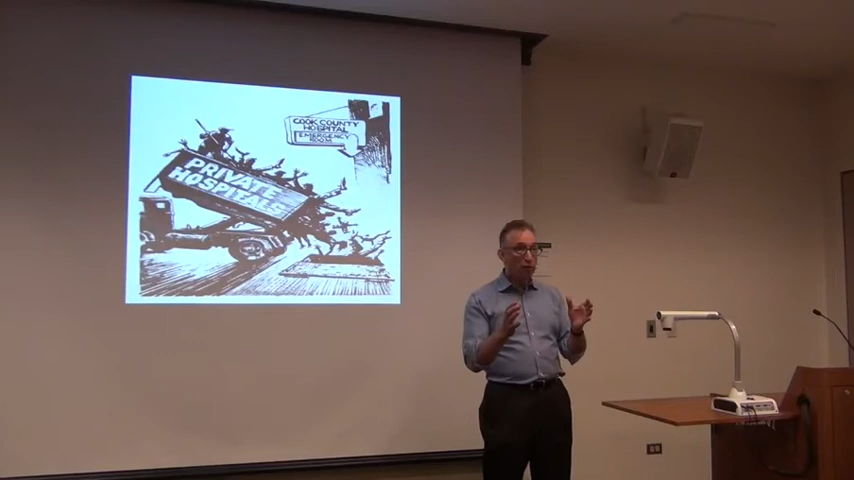 COOK COUNTY
HOSPITAL
EMERGENCY
ROOM
PRIVATE
HOSPITALS